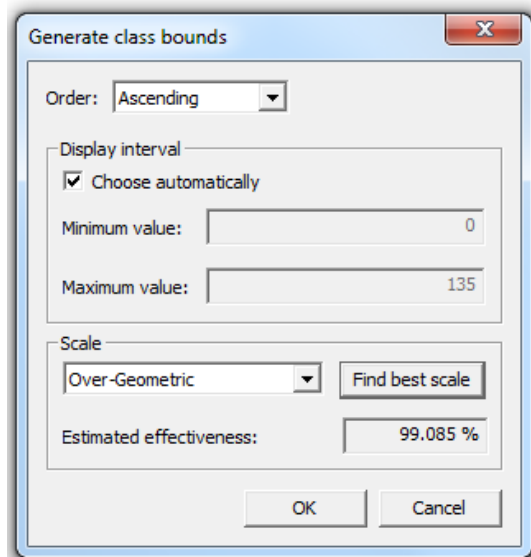 Generate class bounds
Order: Ascending
Display interval
Choose automatically
Minimum value: 0
Maximum value: 135
Scale
Over-Geometric Find best scale
Estimated effectiveness: 99.085 %
OK Cancel